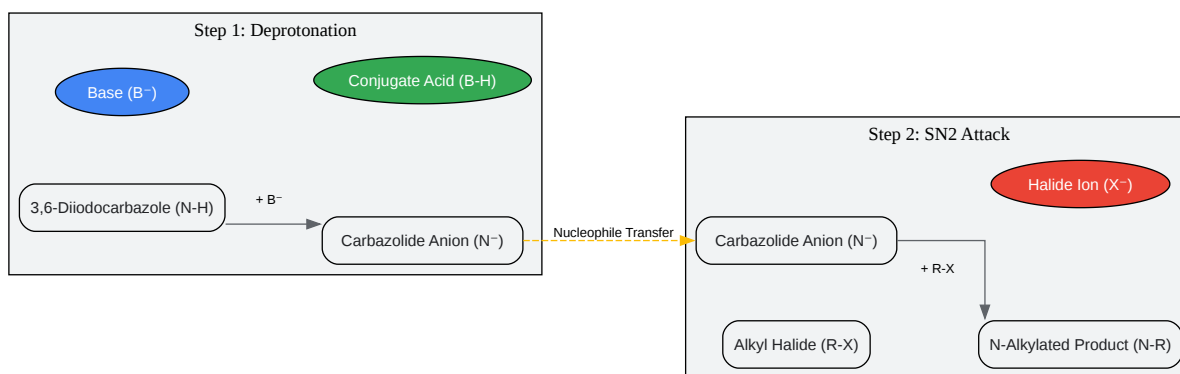 Step 1: Deprotonation
Base (B⁻)
Conjugate Acid (B-H)
3,6-Diiodocarbazole (N-H)
+ B⁻
Carbazolide Anion (N⁻)
Nucleophile Transfer
Step 2: SN2 Attack
Halide Ion (X⁻)
Carbazolide Anion (N⁻)
+ R-X
Alkyl Halide (R-X)
N-Alkylated Product (N-R)